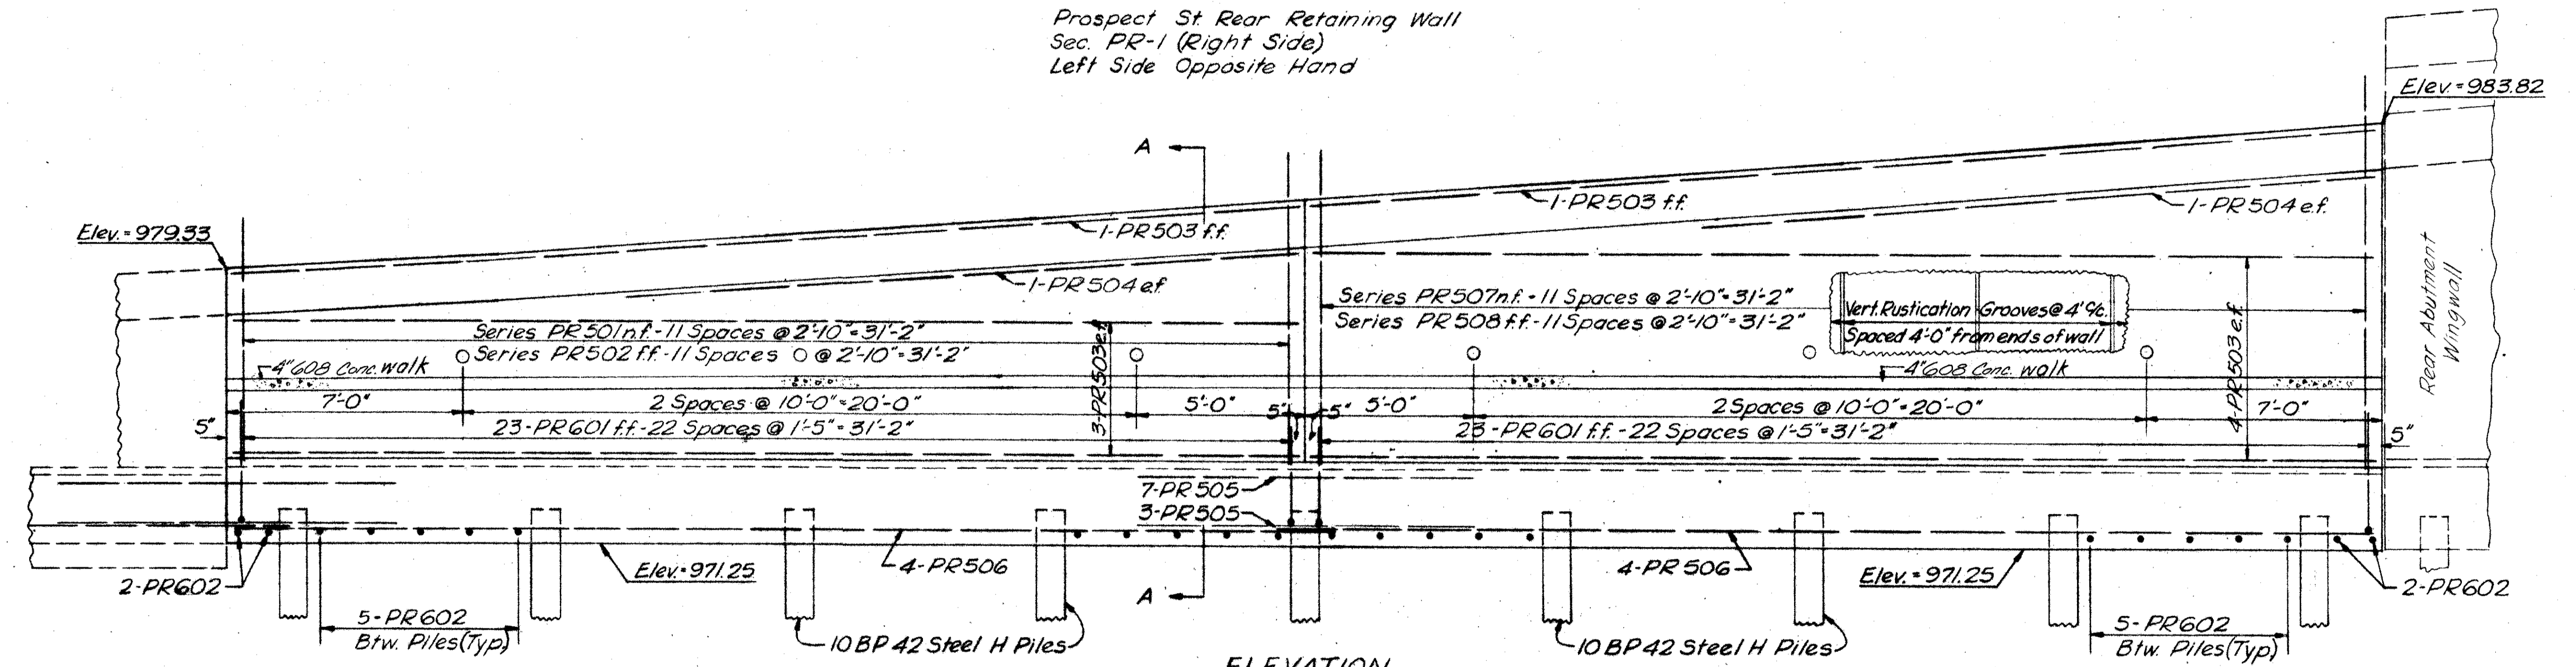 Prospect St. Rear Retaining Wall
Sec. PR-1 (Right Side)
Left Side Opposite Hand
Elev.=983.82
A
1-PR503 f.f.
1-PR504 e.f.
Elev.=979.33
1-PR503 f.f.
1-PR504 e.f.
Rear Abutment
Wingwall
Series PR507 n.f.-11 Spaces @ 2'-10"=31'-2"
Series PR508 f.f.-11 Spaces @ 2'-10"=31'-2"
Vert. Rustication Grooves @ 4' c/c.
Spaced 4'-0" from ends of wall
Series PR501 n.f.-11 Spaces @ 2'-10"=31'-2"
Series PR502 f.f.-11 Spaces @ 2'-10"=31'-2"
3-PR503 e.f.
4-PR503 e.f.
4"608 Conc. walk
4"608 Conc. walk
7'-0"
2 Spaces @ 10'-0"=20'-0"
5'-0"
5"
5"
5'-0"
2 Spaces @ 10'-0"=20'-0"
7'-0"
5"
23-PR601 f.f.-22 Spaces @ 1'-5"=31'-2"
23-PR601 f.f.-22 Spaces @ 1'-5"=31'-2"
5"
7-PR505
3-PR505
2-PR602
Elev.=971.25
4-PR506
4-PR506
Elev.=971.25
2-PR602
A
5-PR602
Btw. Piles (Typ)
10 BP 42 Steel H Piles
10 BP 42 Steel H Piles
5-PR602
Btw. Piles (Typ)
ELEVATION